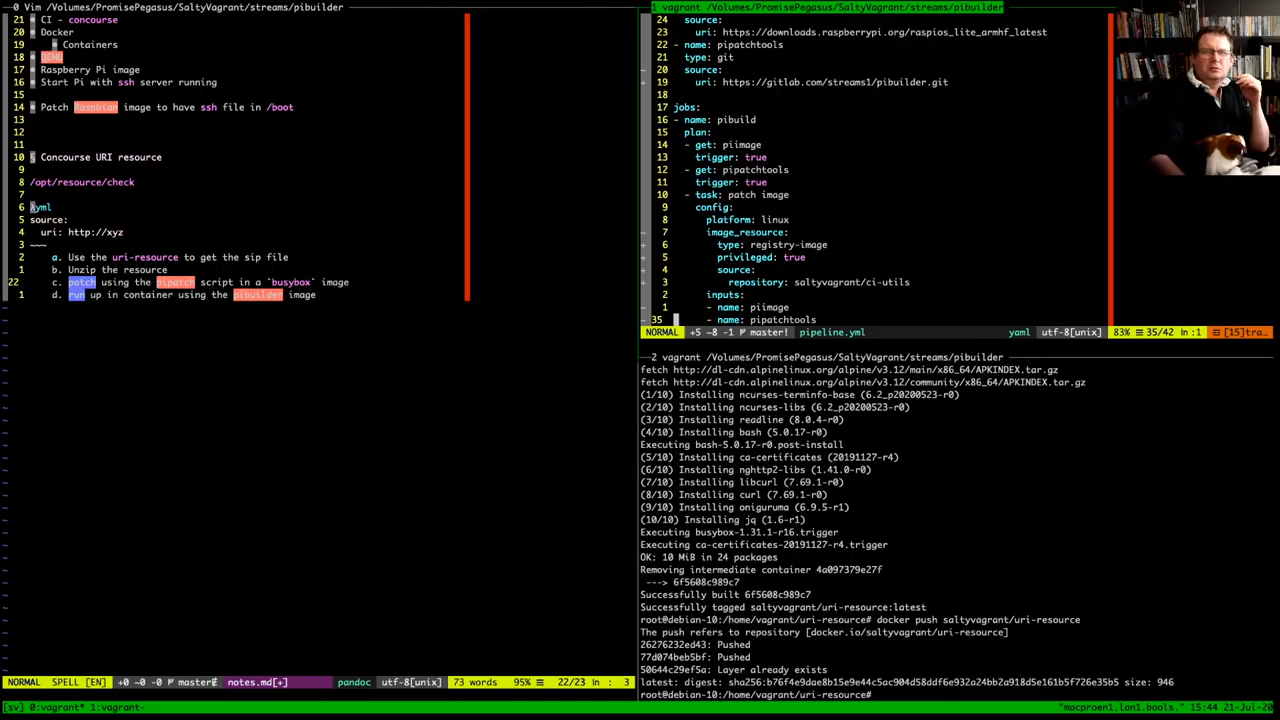 0 Vim /Volumes/PromisePegasus/SaltyVagrant/streams/pibuilder
21 CI - concourse
20 Docker
19 Containers
18 QEMU
17 Raspberry Pi image
16 Start Pi with ssh server running
15
14 Patch Raspbian image to have ssh file in /boot
13
12
11
10 § Concourse URI resource
9
8 /opt/resource/check
7
6 yml
5 source:
4 uri: http://xyz
3 ~~~
2 a. Use the uri-resource to get the sip file
1 b. Unzip the resource
22 c. patch using the pipatch script in a `busybox` image
1 d. run up in container using the pibuilder image
NORMAL SPELL [EN] +0 ~0 -0 master notes.md[+] pandoc utf-8[unix] 73 words 95% 22/23 ln : 3
1 vagrant /Volumes/PromisePegasus/SaltyVagrant/streams/pibuilder
24 source:
23 uri: https://downloads.raspberrypi.org/raspios_lite_armhf_latest
22 - name: pipatchtools
21 type: git
20 source:
19 uri: https://gitlab.com/streams1/pibuilder.git
18
17 jobs:
16 - name: pibuild
15 plan:
14 - get: piimage
13 trigger: true
12 - get: pipatchtools
11 trigger: true
10 - task: patch image
9 config:
8 platform: linux
7 image_resource:
6 type: registry-image
5 privileged: true
4 source:
3 repository: saltyvagrant/ci-utils
2 inputs:
1 - name: piimage
35 - name: pipatchtools
NORMAL +5 ~8 -1 master! pipeline.yml yaml utf-8[unix] 83% 35/42 ln :1 [15]tra…
2 vagrant /Volumes/PromisePegasus/SaltyVagrant/streams/pibuilder
fetch http://dl-cdn.alpinelinux.org/alpine/v3.12/main/x86_64/APKINDEX.tar.gz
fetch http://dl-cdn.alpinelinux.org/alpine/v3.12/community/x86_64/APKINDEX.tar.gz
(1/10) Installing ncurses-terminfo-base (6.2_p20200523-r0)
(2/10) Installing ncurses-libs (6.2_p20200523-r0)
(3/10) Installing readline (8.0.4-r0)
(4/10) Installing bash (5.0.17-r0)
Executing bash-5.0.17-r0.post-install
(5/10) Installing ca-certificates (20191127-r4)
(6/10) Installing nghttp2-libs (1.41.0-r0)
(7/10) Installing libcurl (7.69.1-r0)
(8/10) Installing curl (7.69.1-r0)
(9/10) Installing oniguruma (6.9.5-r1)
(10/10) Installing jq (1.6-r1)
Executing busybox-1.31.1-r16.trigger
Executing ca-certificates-20191127-r4.trigger
OK: 10 MiB in 24 packages
Removing intermediate container 4a097379e27f
---> 6f5608c989c7
Successfully built 6f5608c989c7
Successfully tagged saltyvagrant/uri-resource:latest
root@debian-10:/home/vagrant/uri-resource# docker push saltyvagrant/uri-resource
The push refers to repository [docker.io/saltyvagrant/uri-resource]
26276232ed43: Pushed
77d074beb5bf: Pushed
50644c29ef5a: Layer already exists
latest: digest: sha256:b76f4e9dae8b15e9e44c5ac904d58ddf6e932a24bb2a918d5e161b5f726e35b5 size: 946
root@debian-10:/home/vagrant/uri-resource#
[sv] 0:vagrant* 1:vagrant- "macproen1.lan1.bools." 15:44 21-Jul-20